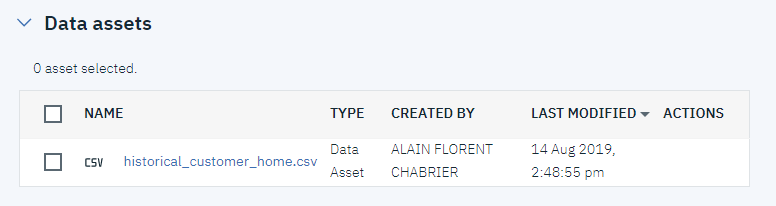 Data assets
0 asset selected.
NAME TYPE CREATED BY LAST MODIFIED ACTIONS
CSV historical_customer_home.csv Data Asset ALAIN FLORENT CHABRIER 14 Aug 2019, 2:48:55 pm